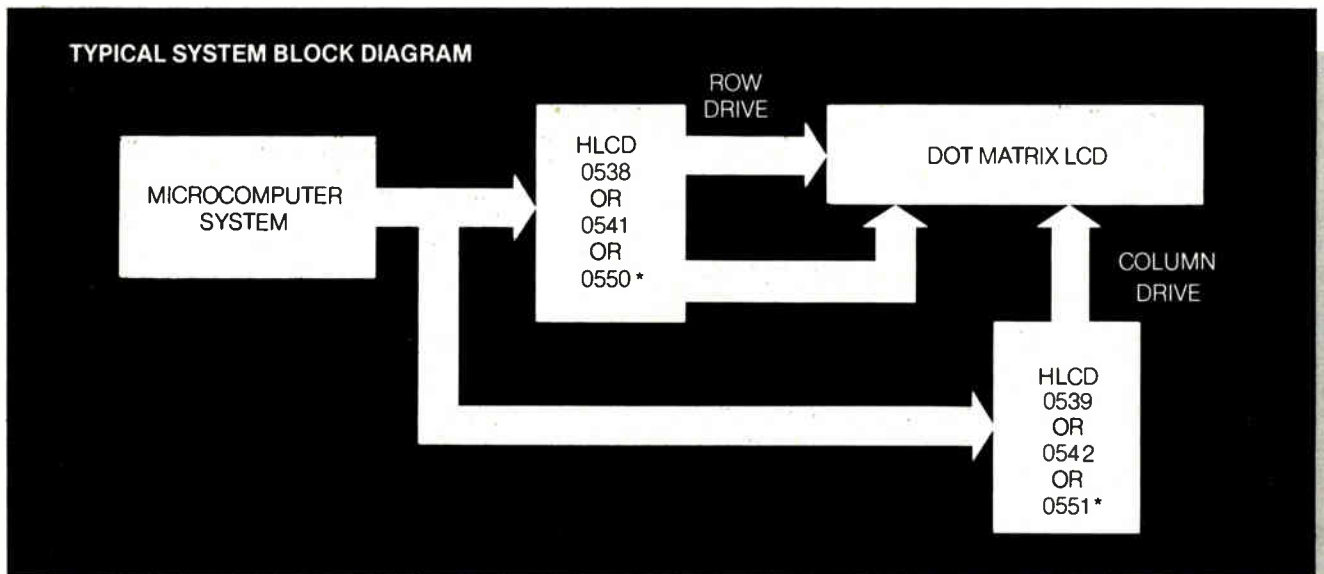 TYPICAL SYSTEM BLOCK DIAGRAM
ROW
DRIVE
MICROCOMPUTER
SYSTEM
HLCD
0538
OR
0541
OR
0550*
DOT MATRIX LCD
COLUMN
DRIVE
HLCD
0539
OR
0542
OR
0551*